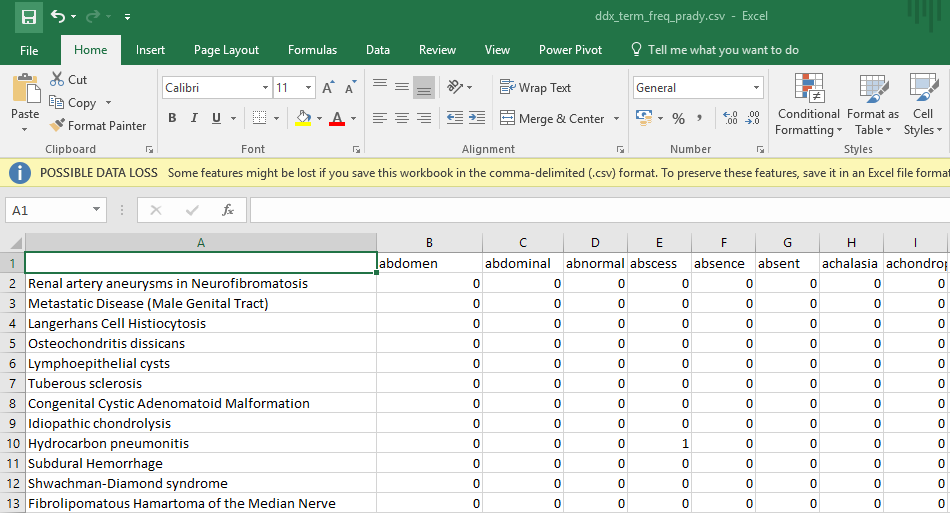 ddx_term_freq_prady.csv - Excel
File Home Insert Page Layout Formulas Data Review View Power Pivot Tell me what you want to do
Paste
Cut
Copy
Format Painter
Clipboard
Calibri 11 A A
B I U A
Font
Wrap Text
Merge & Center
Alignment
General
% , .0 .00 .00 .0
Number
Conditional Formatting
Format as Table
Cell Styles
Styles
i POSSIBLE DATA LOSS Some features might be lost if you save this workbook in the comma-delimited (.csv) format. To preserve these features, save it in an Excel file format
A1 fx
A B C D E F G H I
1 abdomen abdominal abnormal abscess absence absent achalasia achondrop
2 Renal artery aneurysms in Neurofibromatosis 0 0 0 0 0 0 0 0
3 Metastatic Disease (Male Genital Tract) 0 0 0 0 0 0 0 0
4 Langerhans Cell Histiocytosis 0 0 0 0 0 0 0 0
5 Osteochondritis dissicans 0 0 0 0 0 0 0 0
6 Lymphoepithelial cysts 0 0 0 0 0 0 0 0
7 Tuberous sclerosis 0 0 0 0 0 0 0 0
8 Congenital Cystic Adenomatoid Malformation 0 0 0 0 0 0 0 0
9 Idiopathic chondrolysis 0 0 0 0 0 0 0 0
10 Hydrocarbon pneumonitis 0 0 0 1 0 0 0 0
11 Subdural Hemorrhage 0 0 0 0 0 0 0 0
12 Shwachman-Diamond syndrome 0 0 0 0 0 0 0 0
13 Fibrolipomatous Hamartoma of the Median Nerve 0 0 0 0 0 0 0 0